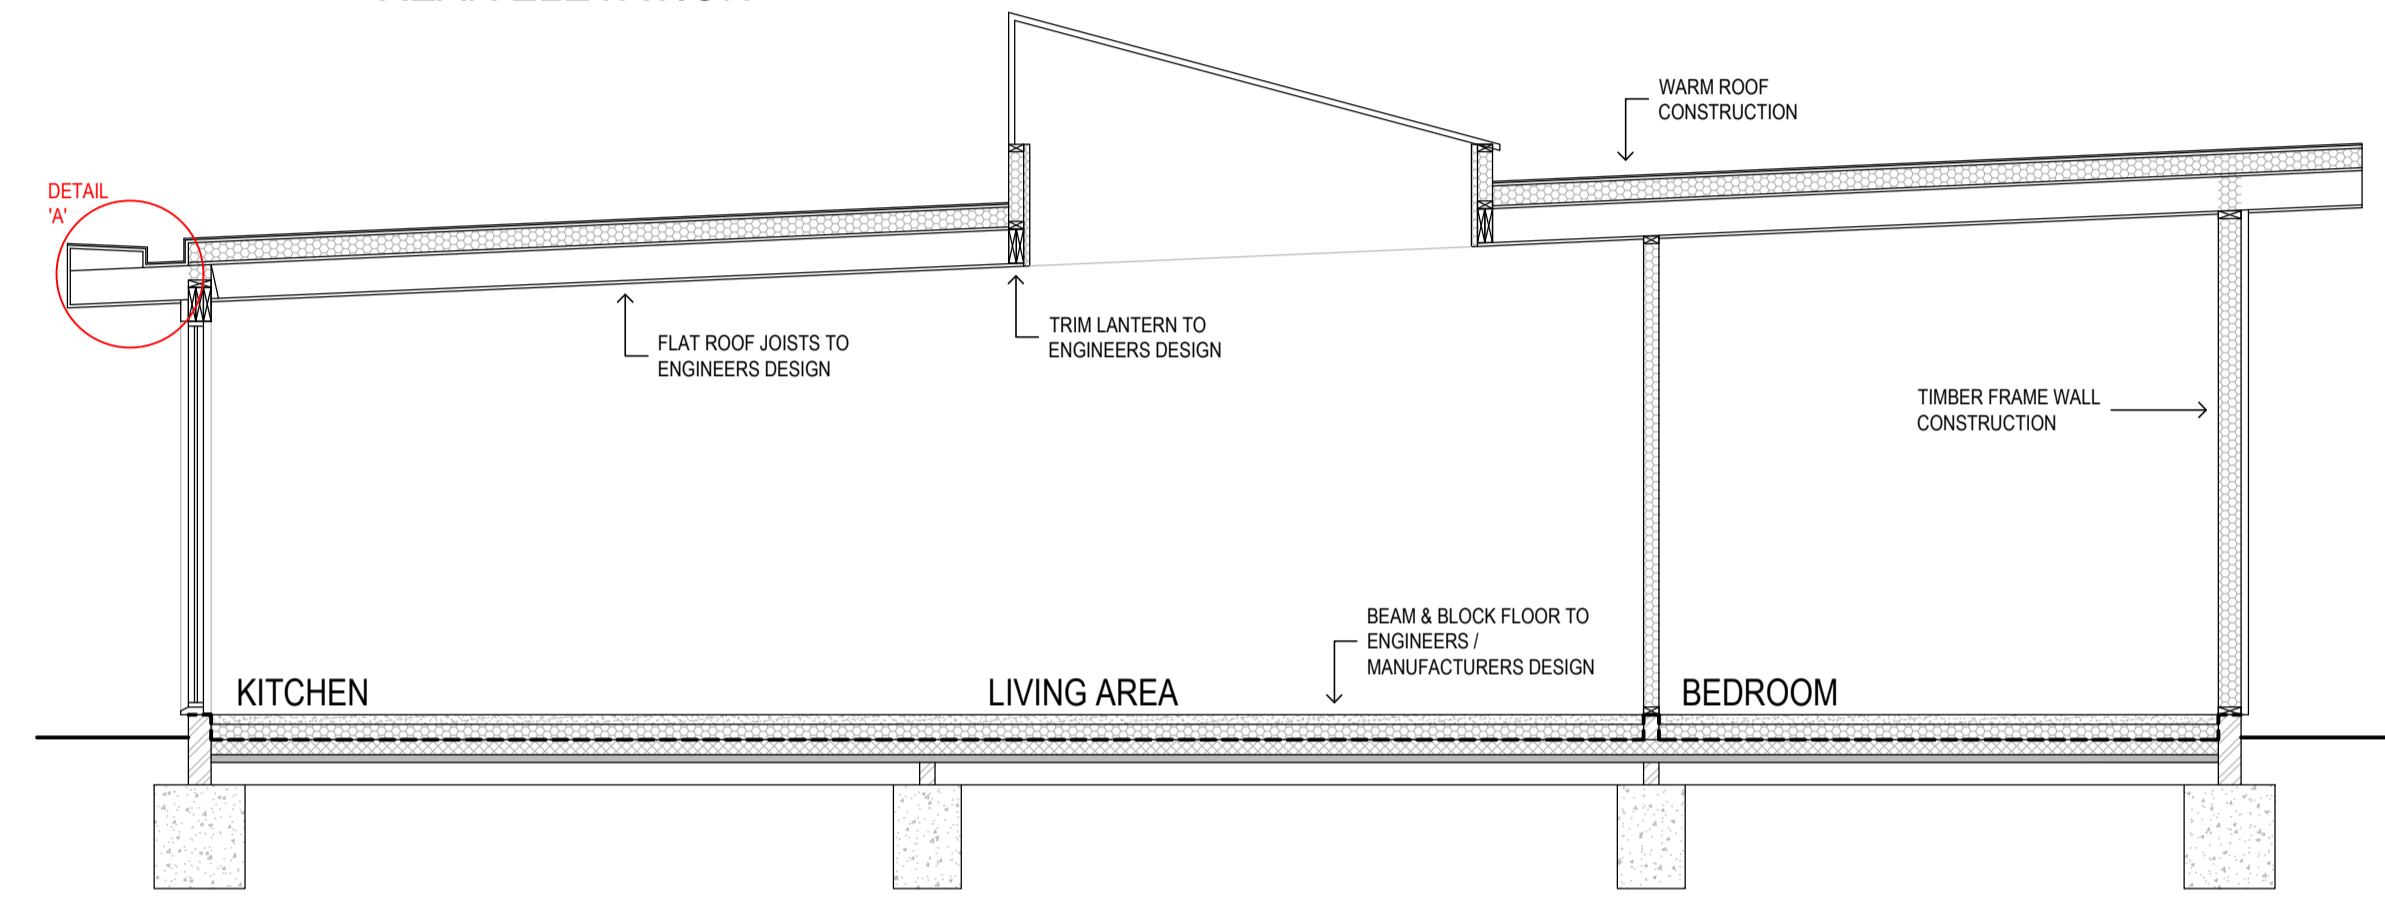 WARM ROOF
CONSTRUCTION
DETAIL
'A'
TRIM LANTERN TO
ENGINEERS DESIGN
FLAT ROOF JOISTS TO
ENGINEERS DESIGN
TIMBER FRAME WALL
CONSTRUCTION
BEAM & BLOCK FLOOR TO
ENGINEERS /
MANUFACTURERS DESIGN
KITCHEN
LIVING AREA
BEDROOM